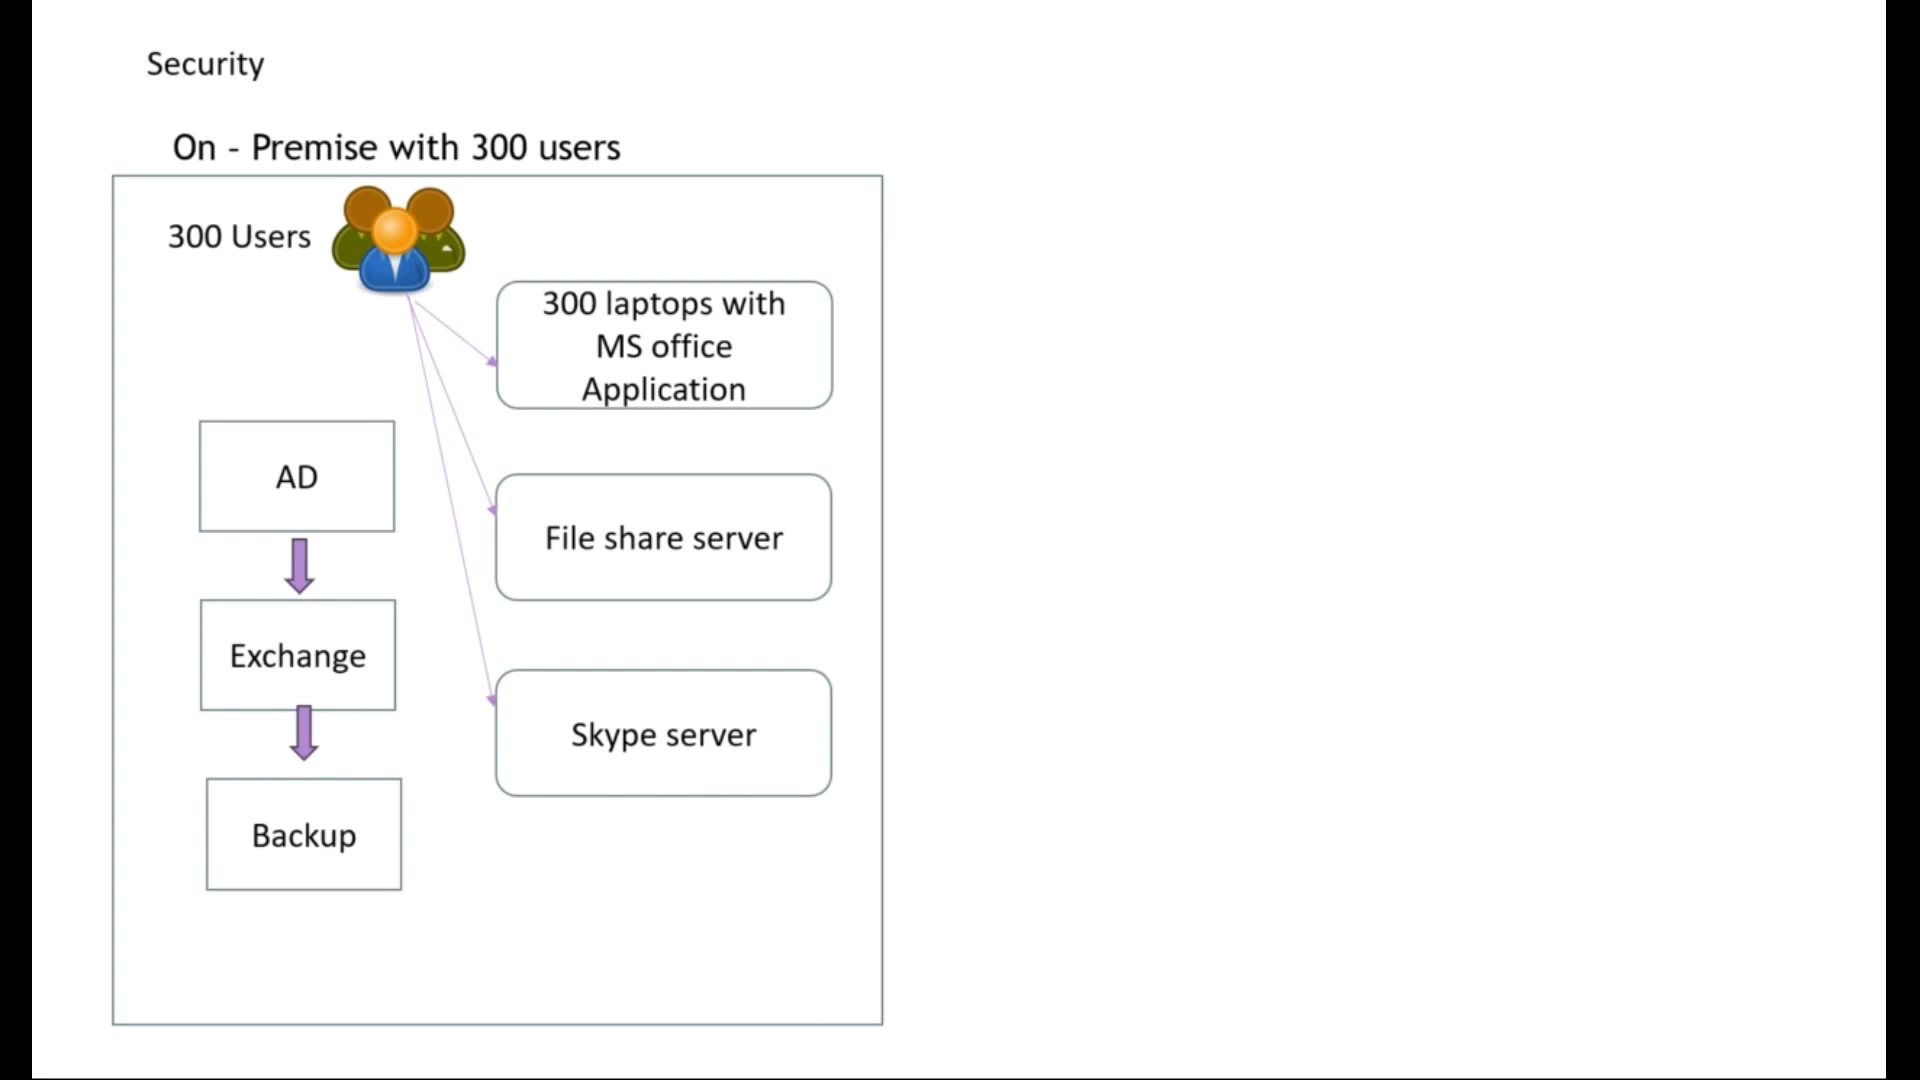 Security
On - Premise with 300 users
300 Users
300 laptops with
MS office
Application
AD
File share server
Exchange
Skype server
Backup